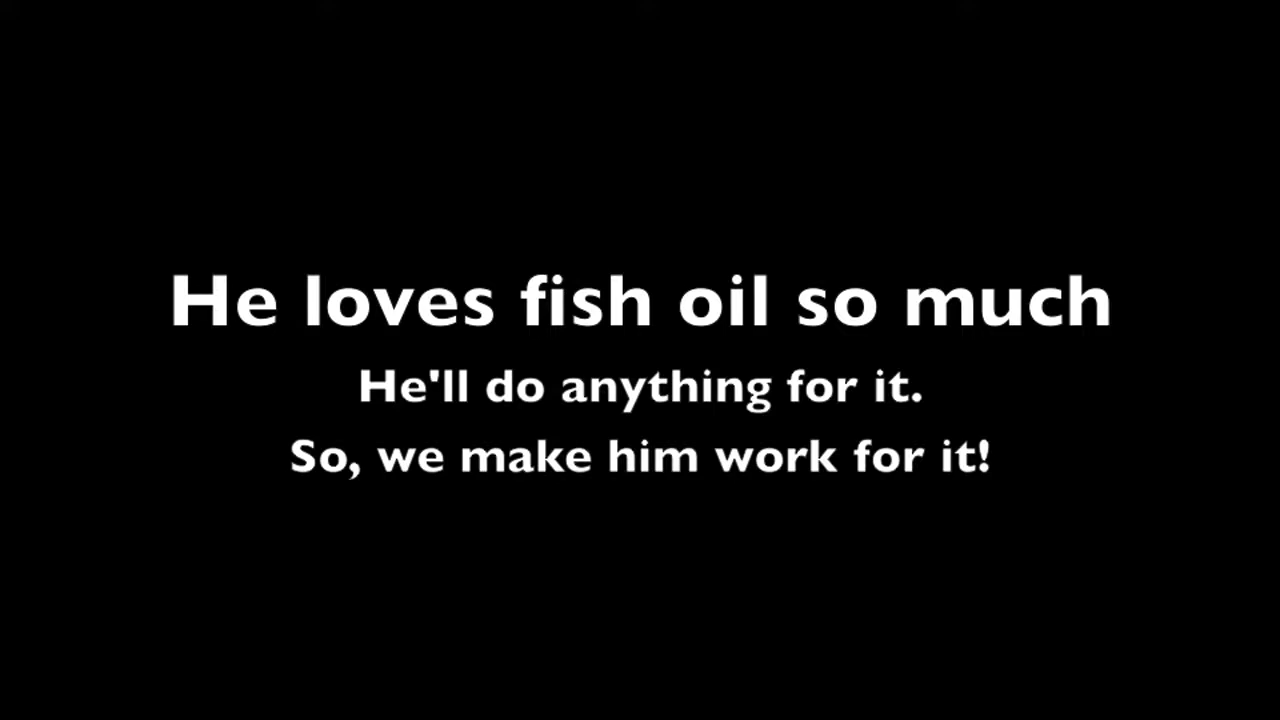 He loves fish oil so much
He'll do anything for it.
So, we make him work for it!